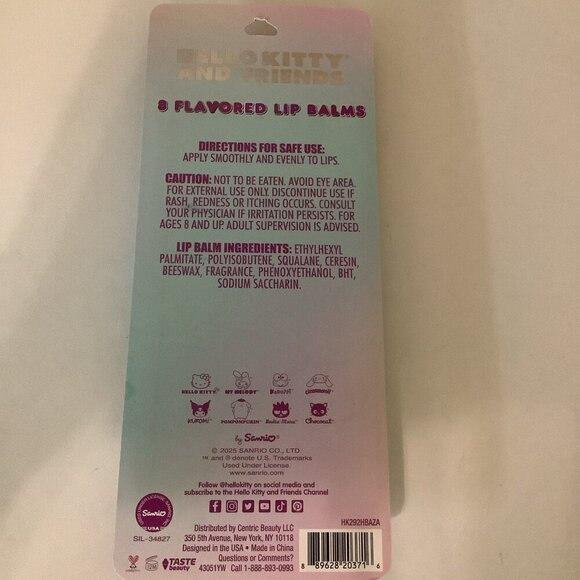 HELLO KITTY®
AND FRIENDS
8 FLAVORED LIP BALMS
DIRECTIONS FOR SAFE USE:
APPLY SMOOTHLY AND EVENLY TO LIPS.
CAUTION: NOT TO BE EATEN. AVOID EYE AREA.
FOR EXTERNAL USE ONLY. DISCONTINUE USE IF
RASH, REDNESS OR ITCHING OCCURS. CONSULT
YOUR PHYSICIAN IF IRRITATION PERSISTS. FOR
AGES 8 AND UP. ADULT SUPERVISION IS ADVISED.
LIP BALM INGREDIENTS: ETHYLHEXYL
PALMITATE, POLYISOBUTENE, SQUALANE, CERESIN,
BEESWAX, FRAGRANCE, PHENOXYETHANOL, BHT,
SODIUM SACCHARIN.
HELLO KITTY MY MELODY KEROPPI Cinnamoroll
KUROMI POMPOMPURIN Badtz-Maru Chococat
by Sanrio®
© 2025 SANRIO CO., LTD.
™ and ® denote U.S. Trademarks
Used Under License.
www.sanrio.com
Follow @hellokitty on social media and
subscribe to the Hello Kitty and Friends Channel
Sanrio
USA
SIL-34827
Distributed by Centric Beauty LLC
350 5th Avenue, New York, NY 10118
Designed in the USA • Made in China
Questions or Comments?
43051YW Call 1-888-893-0993
TASTE
beauty
HK292HBAZA
8 89628 20371 6